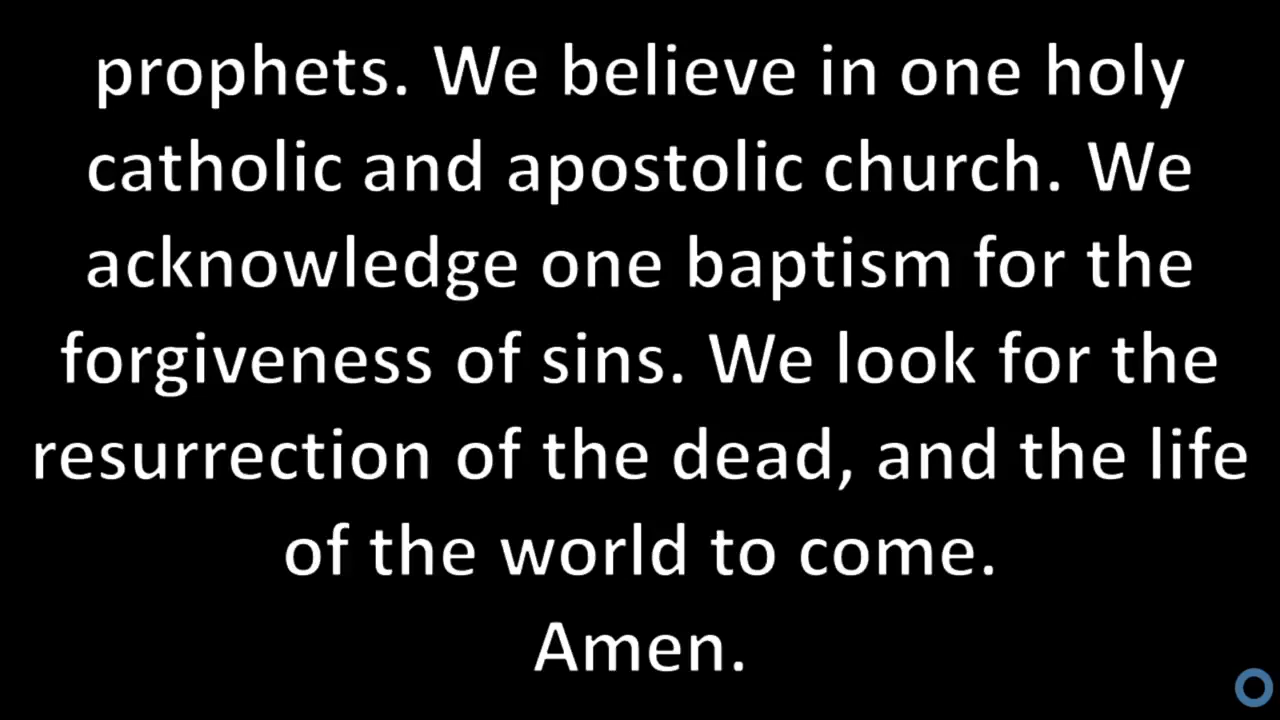 prophets. We believe in one holy
catholic and apostolic church. We
acknowledge one baptism for the
forgiveness of sins. We look for the
resurrection of the dead, and the life
of the world to come.
Amen.